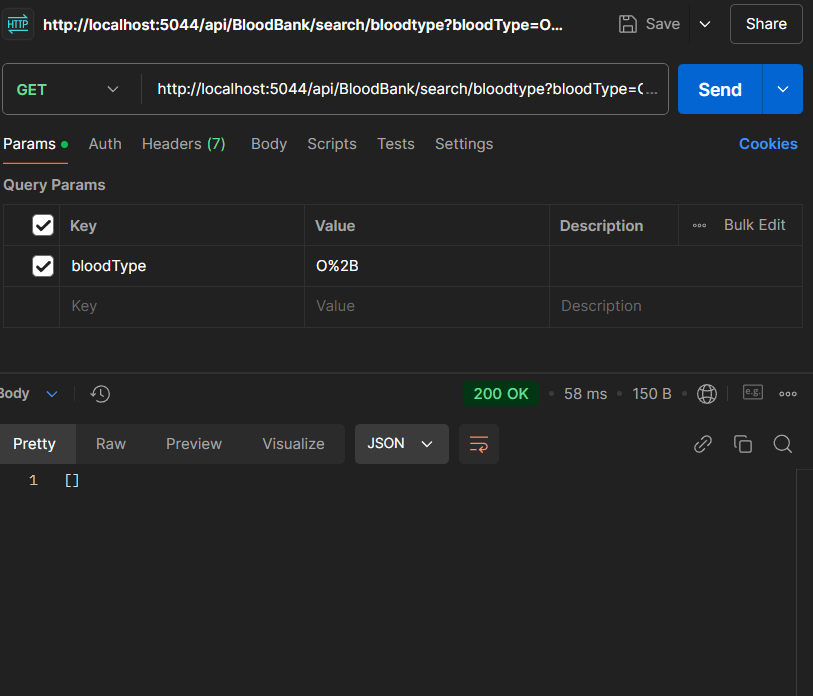 HTTP http://localhost:5044/api/BloodBank/search/bloodtype?bloodType=O... Save Share
GET http://localhost:5044/api/BloodBank/search/bloodtype?bloodType=O... Send
Params Auth Headers (7) Body Scripts Tests Settings Cookies
Query Params
Key Value Description Bulk Edit
bloodType O%2B
Key Value Description
Body 200 OK 58 ms 150 B e.g.
Pretty Raw Preview Visualize JSON
1 []